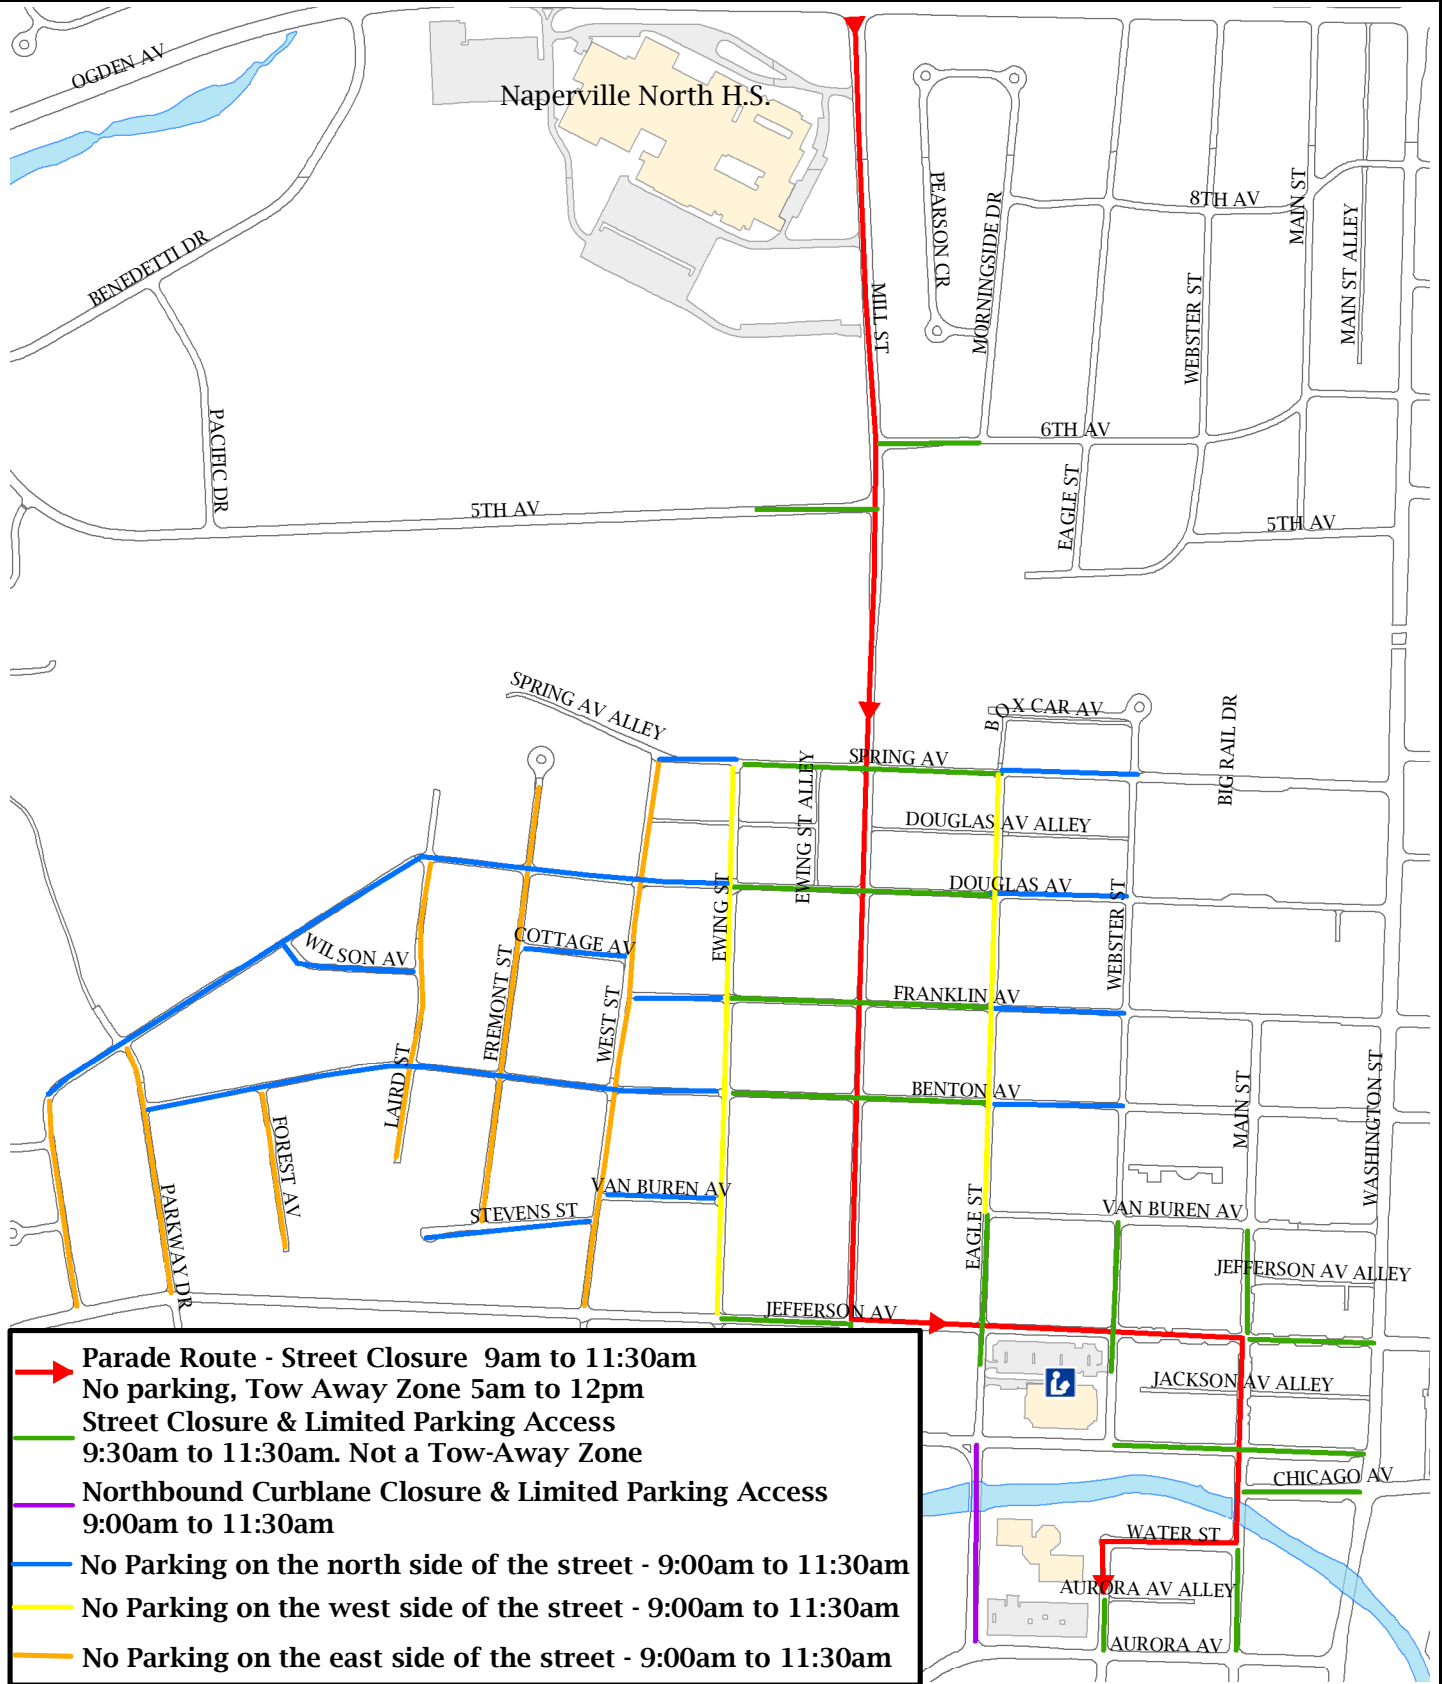 OGDEN AV
Naperville North H.S.
PEARSON CR
MORNINGSIDE DR
8TH AV
MAIN ST
MAIN ST ALLEY
BENEDETTI DR
MILL ST
WEBSTER ST
PACIFIC DR
6TH AV
EAGLE ST
5TH AV
5TH AV
SPRING AV ALLEY
BOX CAR AV
BIG RAIL DR
SPRING AV
EWING ST ALLEY
DOUGLAS AV ALLEY
DOUGLAS AV
EWING ST
WEBSTER ST
WILSON AV
COTTAGE AV
FREMONT ST
WEST ST
FRANKLIN AV
LAIRD ST
BENTON AV
MAIN ST
WASHINGTON ST
FOREST AV
PARKWAY DR
VAN BUREN AV
STEVENS ST
EAGLE ST
VAN BUREN AV
JEFFERSON AV ALLEY
JEFFERSON AV
JACKSON AV ALLEY
CHICAGO AV
WATER ST
AURORA AV ALLEY
AURORA AV
Parade Route - Street Closure 9am to 11:30am
No parking, Tow Away Zone 5am to 12pm
Street Closure & Limited Parking Access
9:30am to 11:30am. Not a Tow-Away Zone
Northbound Curblane Closure & Limited Parking Access
9:00am to 11:30am
No Parking on the north side of the street - 9:00am to 11:30am
No Parking on the west side of the street - 9:00am to 11:30am
No Parking on the east side of the street - 9:00am to 11:30am